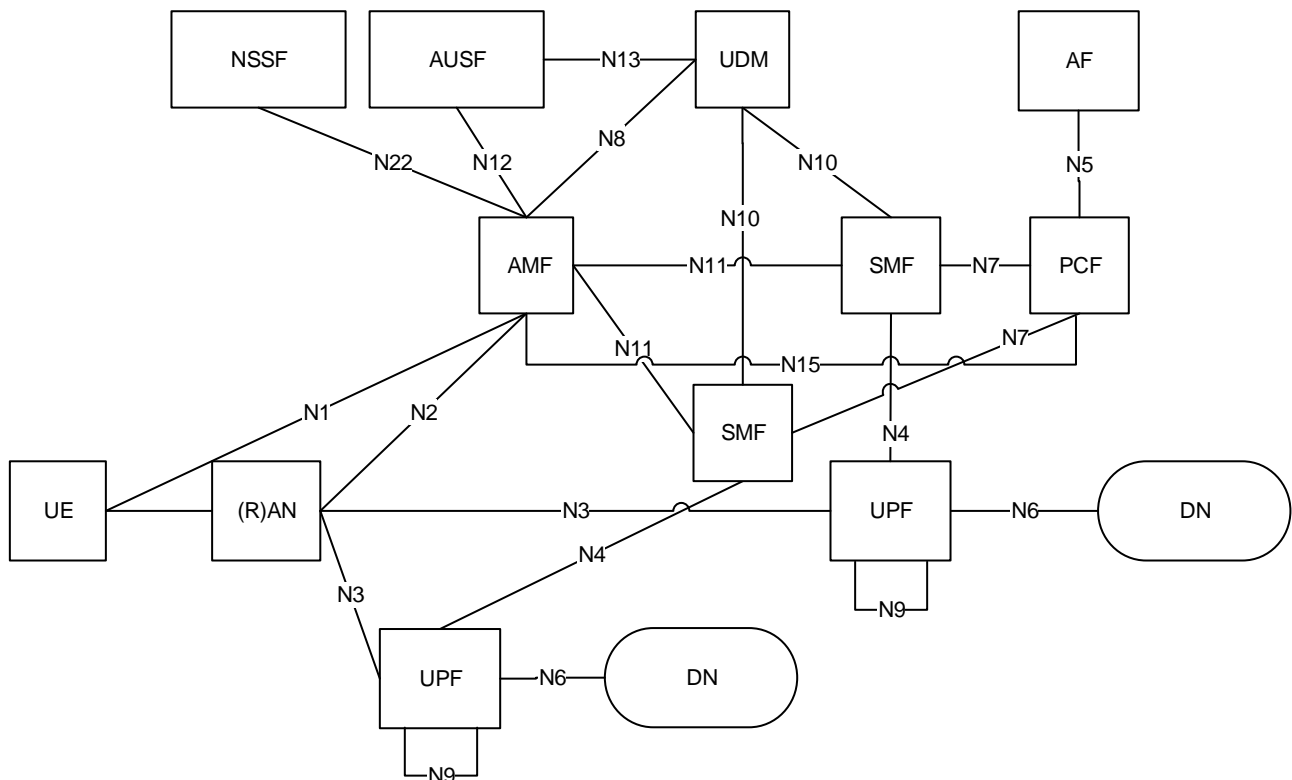 NSSF
AUSF
N13
UDM
AF
N22
N12
N8
N10
N5
N10
AMF
N11
SMF
N7
PCF
N11
N7
N15
N1
N2
SMF
N4
UE
(R)AN
N3
UPF
N6
DN
N4
N3
N9
UPF
N6
DN
N9